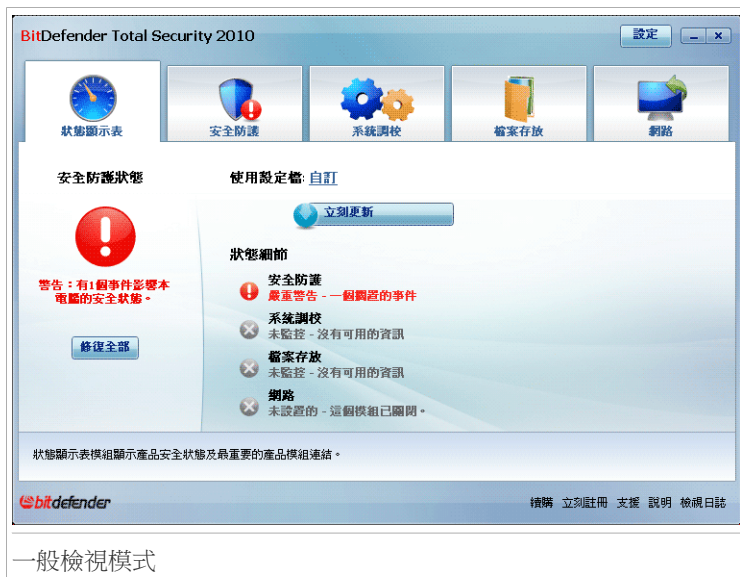 BitDefender Total Security 2010
設定
狀態顯示表
安全防護
系統調校
檔案存放
網路
安全防護狀態
使用設定檔: 自訂
立刻更新
警告：有1個事件影響本
電腦的安全狀態。
修復全部
狀態細節
安全防護
嚴重警告 - 一個擱置的事件
系統調校
未監控 - 沒有可用的資訊
檔案存放
未監控 - 沒有可用的資訊
網路
未設置的 - 這個模組已關閉。
狀態顯示表模組顯示產品安全狀態及最重要的產品模組連結。
bitdefender
續購 立刻註冊 支援 說明 檢視日誌
一般檢視模式